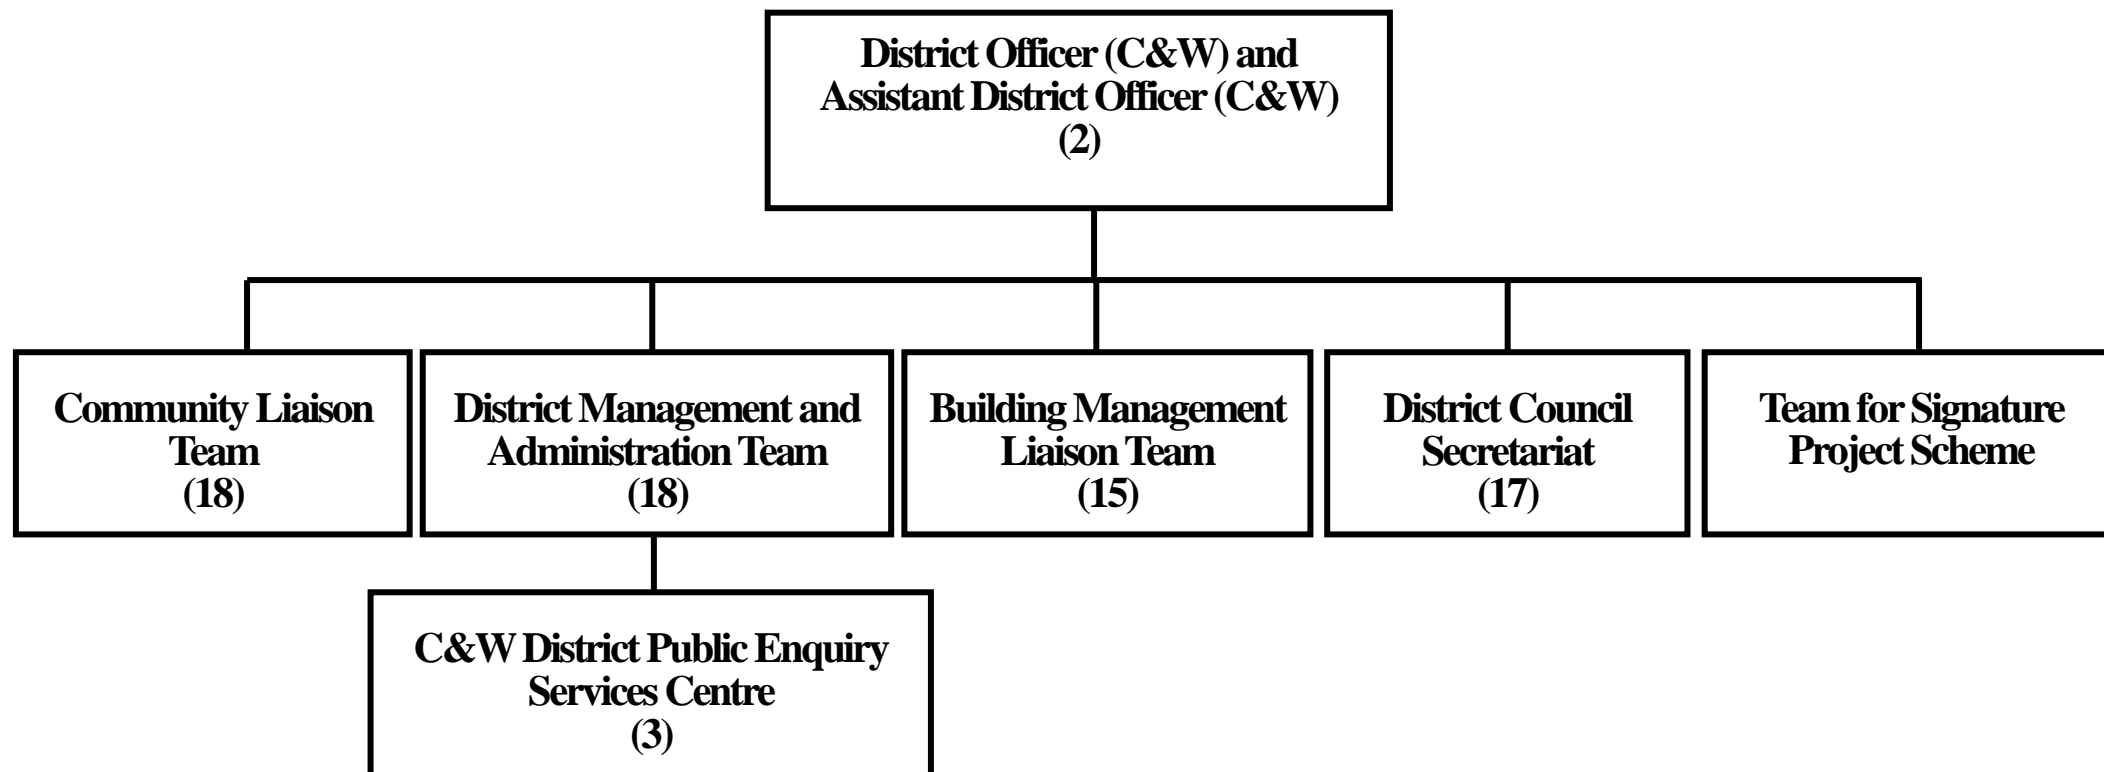 District Officer (C&W) and
Assistant District Officer (C&W)
(2)
Community Liaison
Team
(18)
District Management and
Administration Team
(18)
Building Management
Liaison Team
(15)
District Council
Secretariat
(17)
Team for Signature
Project Scheme
C&W District Public Enquiry
Services Centre
(3)